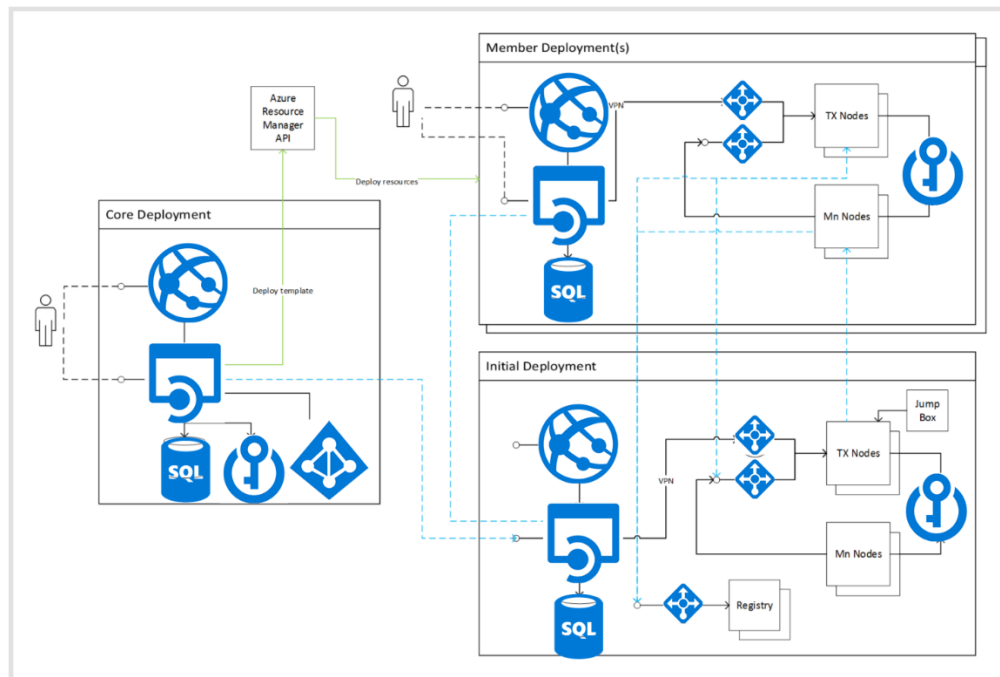 Member Deployment(s)
Azure
Resource
Manager
API
VPN
TX Nodes
Deploy resources
Core Deployment
Mn Nodes
SQL
Deploy template
Initial Deployment
Jump
Box
TX Nodes
SQL
VPN
Mn Nodes
Registry
SQL